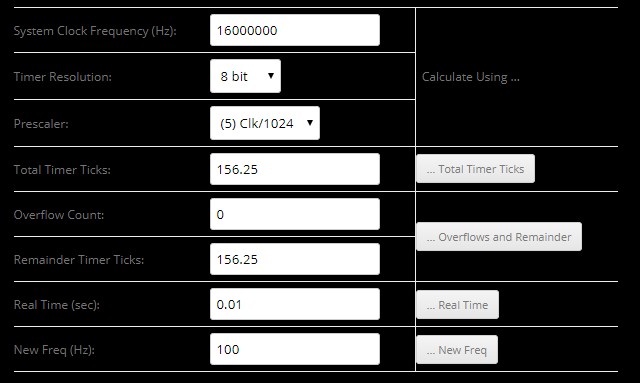 System Clock Frequency (Hz): 16000000
Timer Resolution: 8 bit
Calculate Using ...
Prescaler: (5) Clk/1024
Total Timer Ticks: 156.25 ... Total Timer Ticks
Overflow Count: 0
... Overflows and Remainder
Remainder Timer Ticks: 156.25
Real Time (sec): 0.01 ... Real Time
New Freq (Hz): 100 ... New Freq